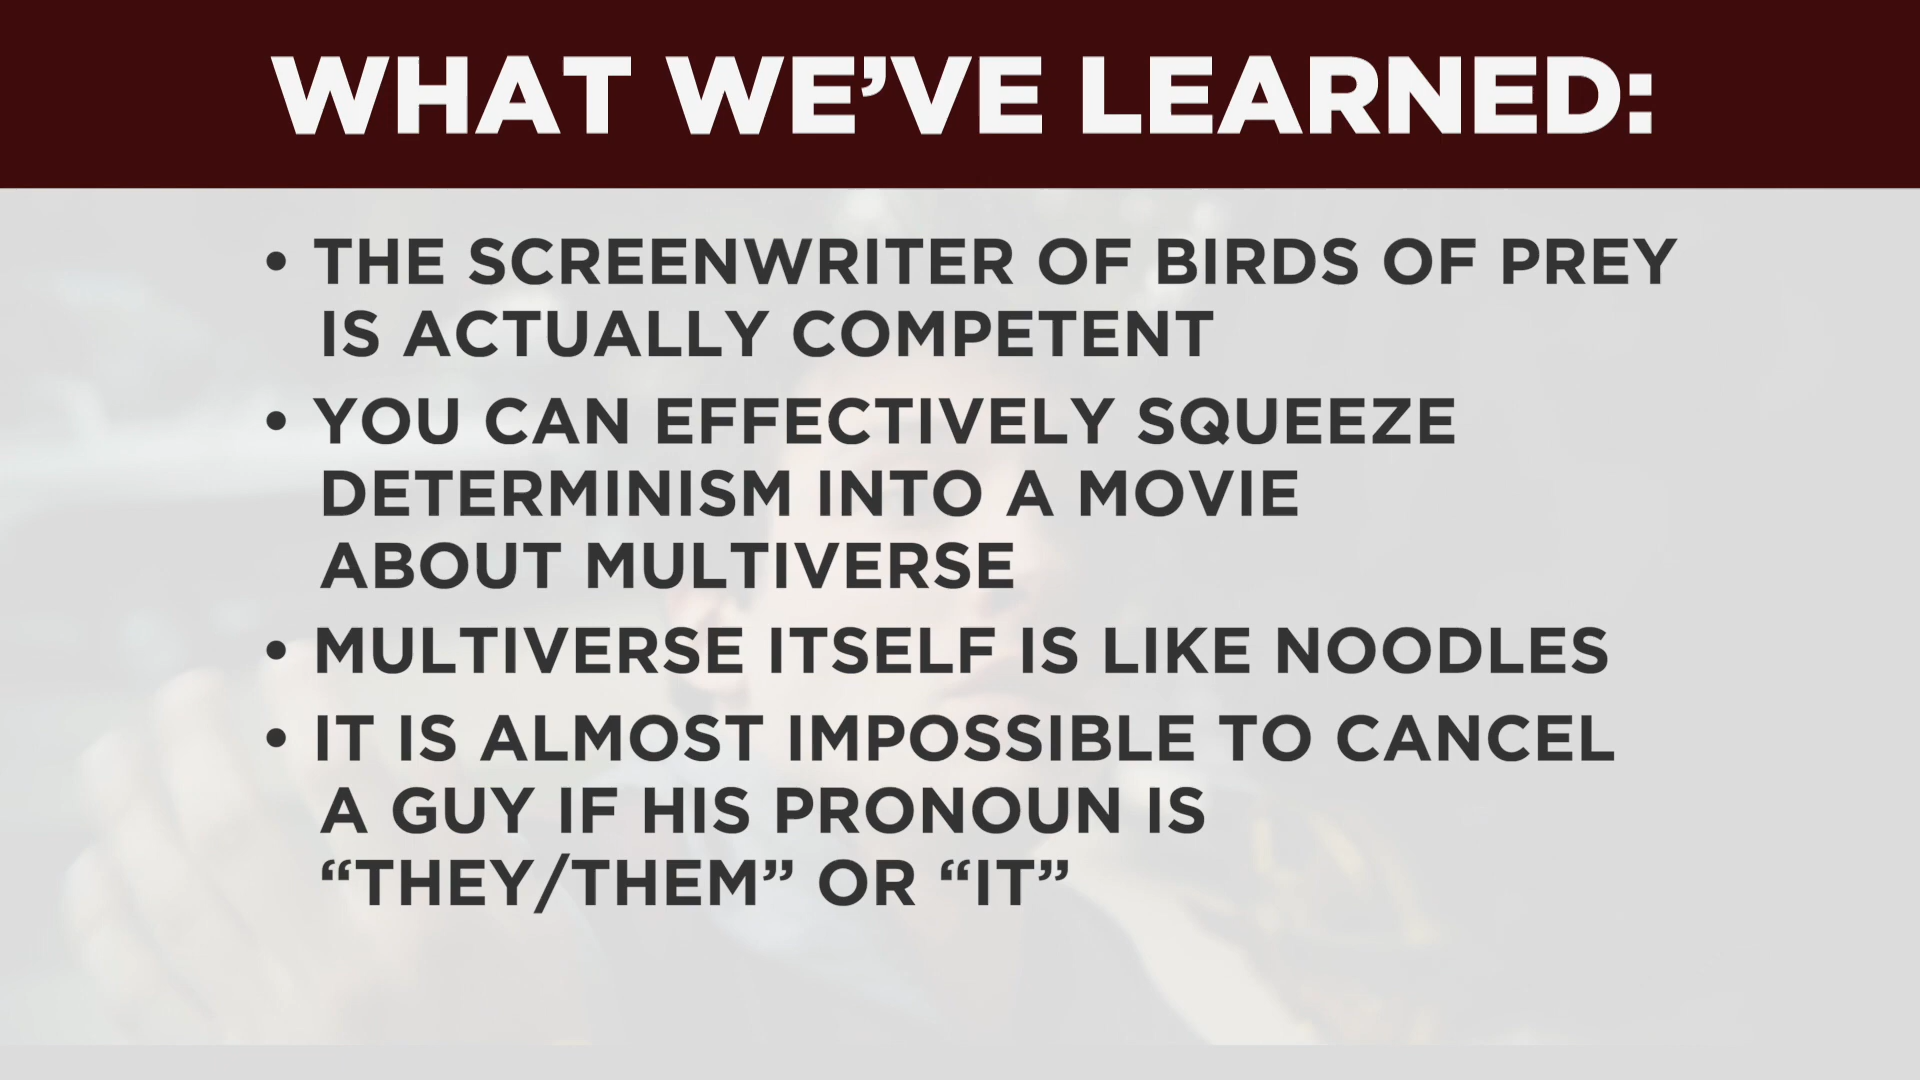 WHAT WE’VE LEARNED:
• THE SCREENWRITER OF BIRDS OF PREY
IS ACTUALLY COMPETENT
• YOU CAN EFFECTIVELY SQUEEZE
DETERMINISM INTO A MOVIE
ABOUT MULTIVERSE
• MULTIVERSE ITSELF IS LIKE NOODLES
• IT IS ALMOST IMPOSSIBLE TO CANCEL
A GUY IF HIS PRONOUN IS
“THEY/THEM” OR “IT”